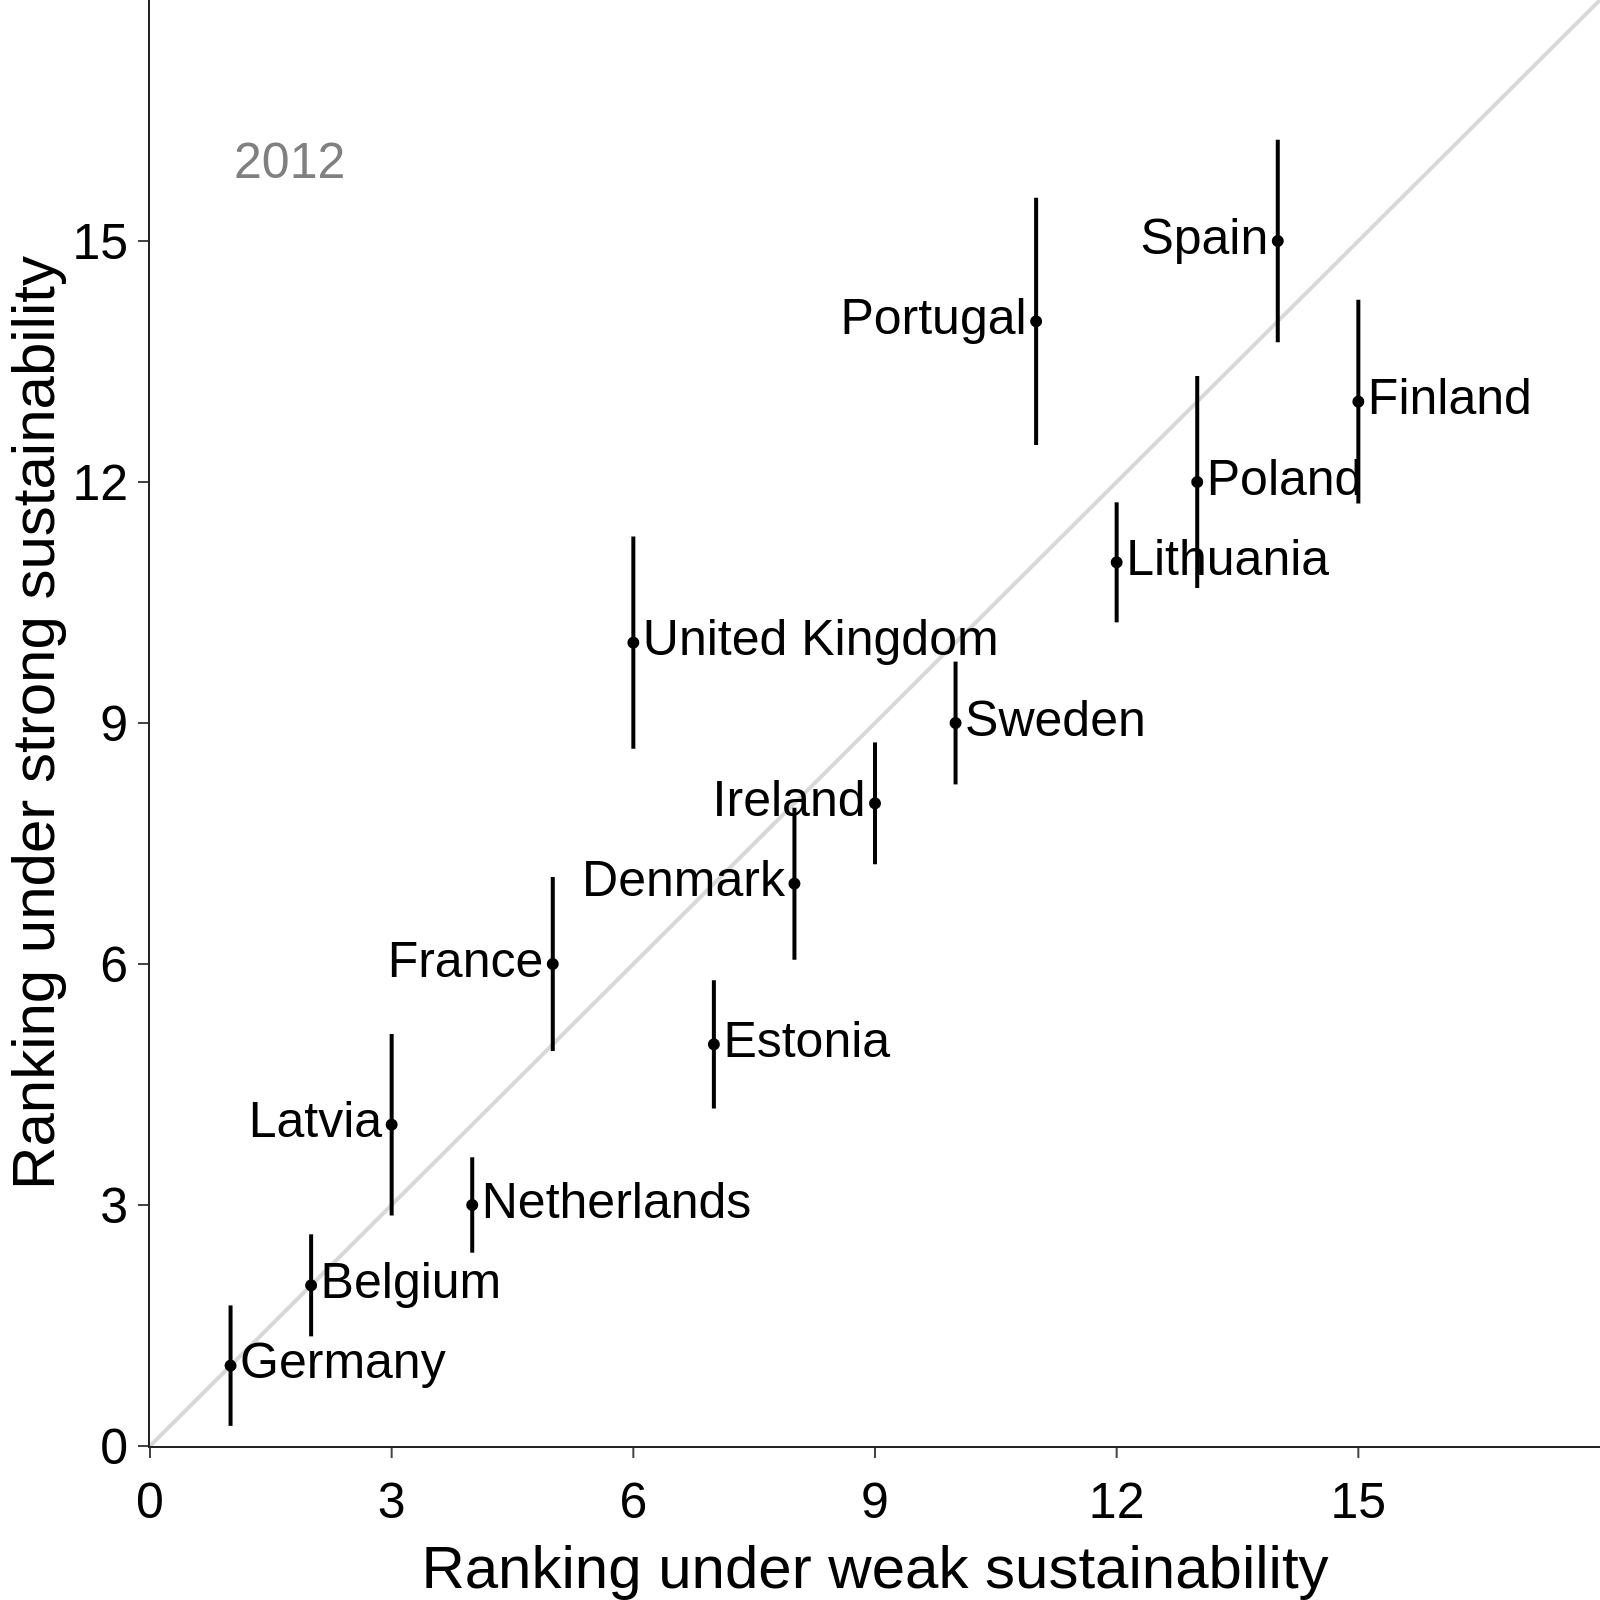 2012
15
Spain
Portugal
Finland
12
Poland
Lithuania
United Kingdom
9
Sweden
Ireland
Denmark
6
France
Estonia
Latvia
3
Netherlands
Belgium
Germany
0
0 3 6 9 12 15
Ranking under weak sustainability
Ranking under strong sustainability